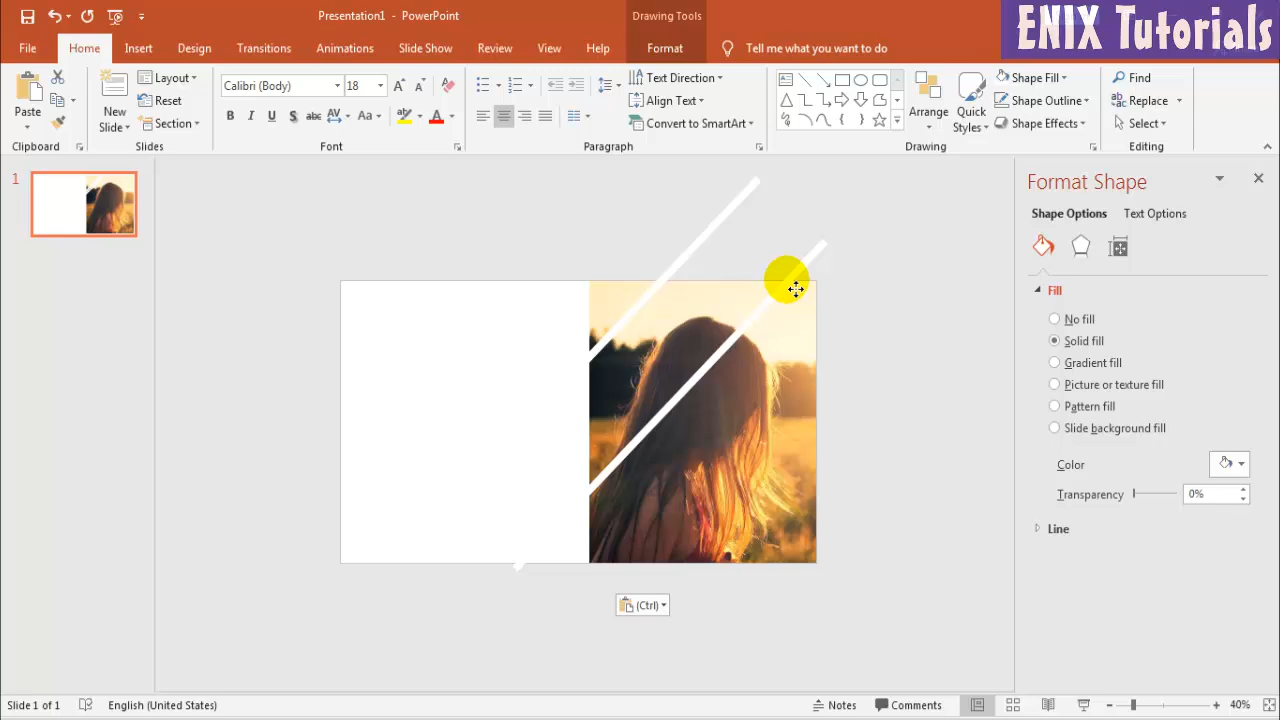 Presentation1 - PowerPoint
Drawing Tools
ENIX Tutorials
File
Home
Insert
Design
Transitions
Animations
Slide Show
Review
View
Help
Format
Tell me what you want to do
Paste
Clipboard
New
Slide
Layout
Reset
Section
Slides
Calibri (Body)
18
B I U S abc AV Aa A
Font
Text Direction
Align Text
Convert to SmartArt
Paragraph
Arrange
Quick
Styles
Shape Fill
Shape Outline
Shape Effects
Drawing
Find
Replace
Select
Editing
1
(Ctrl)
Format Shape
Shape Options
Text Options
Fill
No fill
Solid fill
Gradient fill
Picture or texture fill
Pattern fill
Slide background fill
Color
Transparency
0%
Line
Slide 1 of 1
English (United States)
Notes
Comments
40%